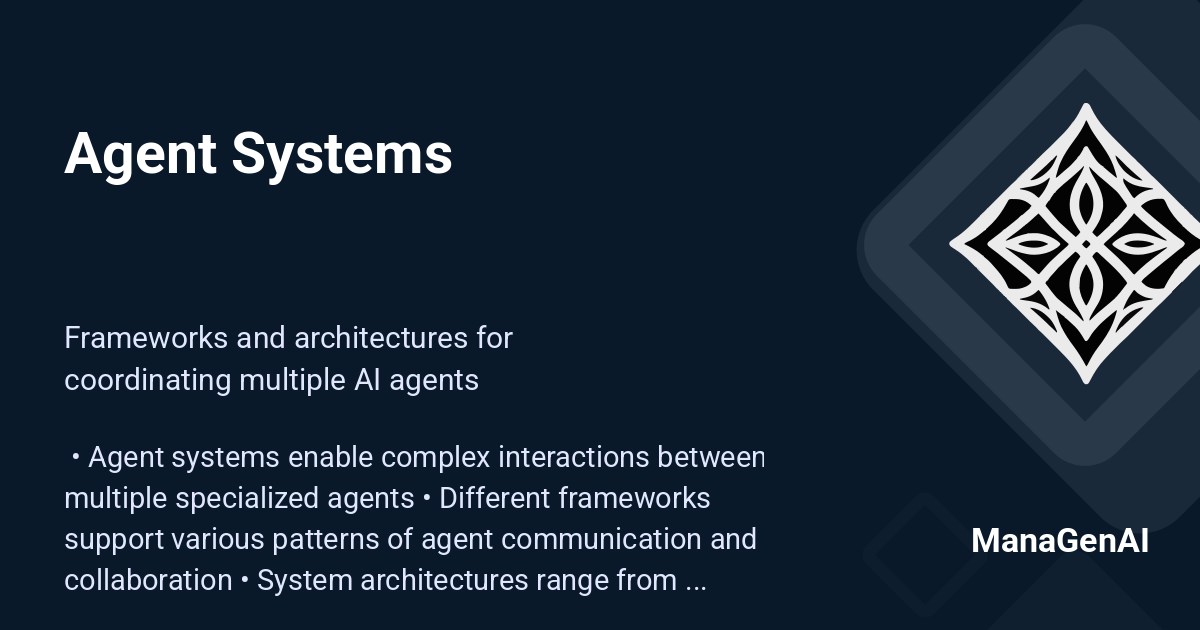 Agent Systems
Frameworks and architectures for
coordinating multiple AI agents
• Agent systems enable complex interactions between
multiple specialized agents • Different frameworks
support various patterns of agent communication and
collaboration • System architectures range from ...
ManaGenAI